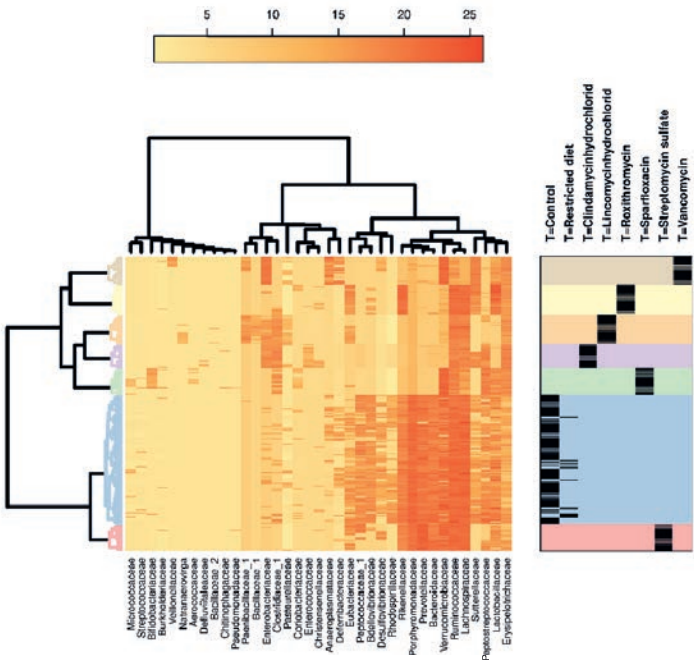 5 10 15 20 25
T=Control
T=Restricted diet
T=Clindamycinhydrochlorid
T=Lincomycinhydrochlorid
T=Roxithromycin
T=Sparfloxacin
T=Streptomycin sulfate
T=Vancomycin
Micrococcaceae
Streptococcaceae
Bifidobacteriaceae
Burkholderiaceae
Veillonellaceae
Natranaerovirga
Aerococcaceae
Defluviitaleaceae
Bacillaceae_2
Chitinophagaceae
Pseudomonadaceae
Paenibacillaceae_1
Bacillaceae_1
Enterobacteriaceae
Clostridiaceae_1
Pasteurellaceae
Coriobacteriaceae
Enterococcaceae
Christensenellaceae
Anaeroplasmataceae
Deferribacteraceae
Eubacteriaceae
Peptococcaceae_1
Bdellovibrionaceae
Desulfovibrionaceae
Rhodospirillaceae
Rikenellaceae
Porphyromonadaceae
Prevotellaceae
Bacteroidaceae
Verrucomicrobiaceae
Ruminococcaceae
Lachnospiraceae
Sutterellaceae
Peptostreptococcaceae
Lactobacillaceae
Erysipelotrichaceae